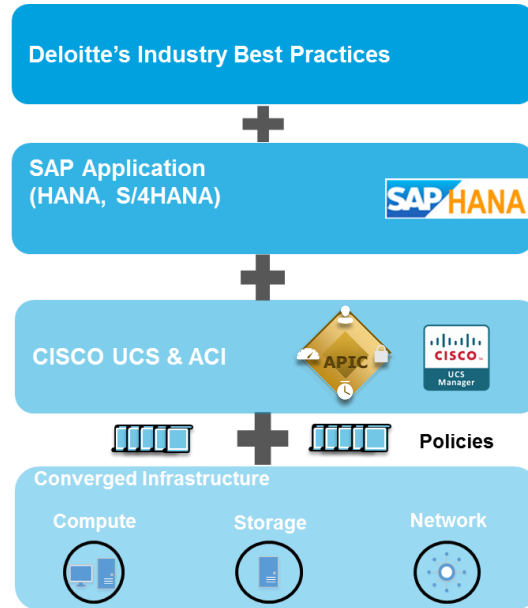 Deloitte's Industry Best Practices
SAP Application
(HANA, S/4HANA)
SAP HANA
CISCO UCS & ACI
APIC
CISCO
UCS
Manager
Policies
Converged Infrastructure
Compute
Storage
Network